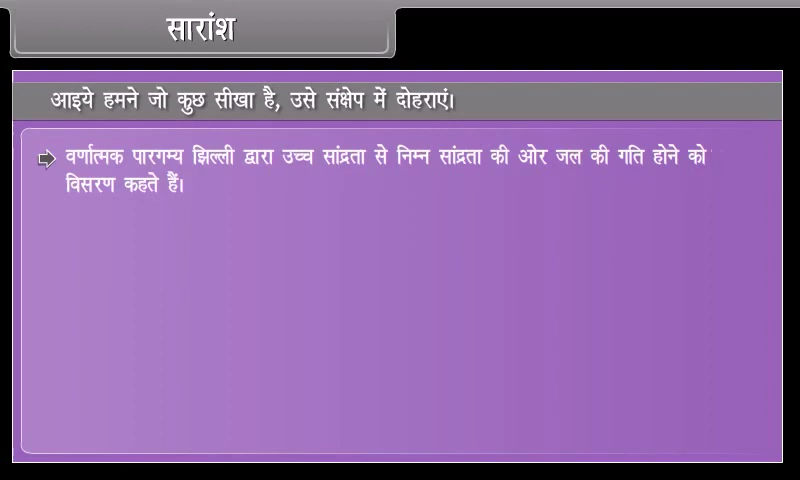 सारांश
आइये हमने जो कुछ सीखा है, उसे संक्षेप में दोहराएं।
वर्णात्मक पारगम्य झिल्ली द्वारा उच्च सांद्रता से निम्न सांद्रता की ओर जल की गति होने को
विसरण कहते हैं।